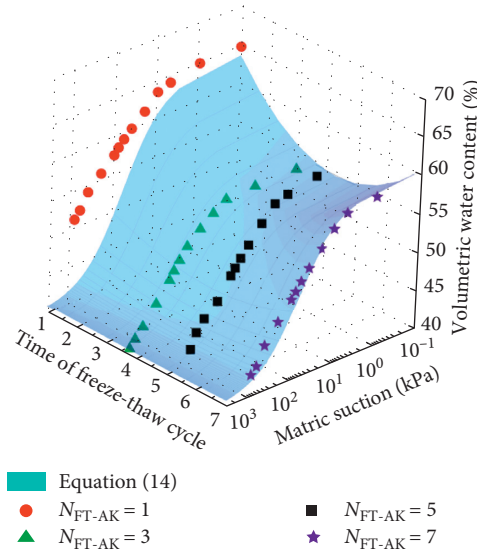 70
65
60
55
50
45
40
Volumetric water content (%)
1
2
3
4
5
6
7
Time of freeze-thaw cycle
10³
10²
10¹
10⁰
10⁻¹
Matric suction (kPa)
Equation (14)
N_FT-AK = 1
N_FT-AK = 3
N_FT-AK = 5
N_FT-AK = 7